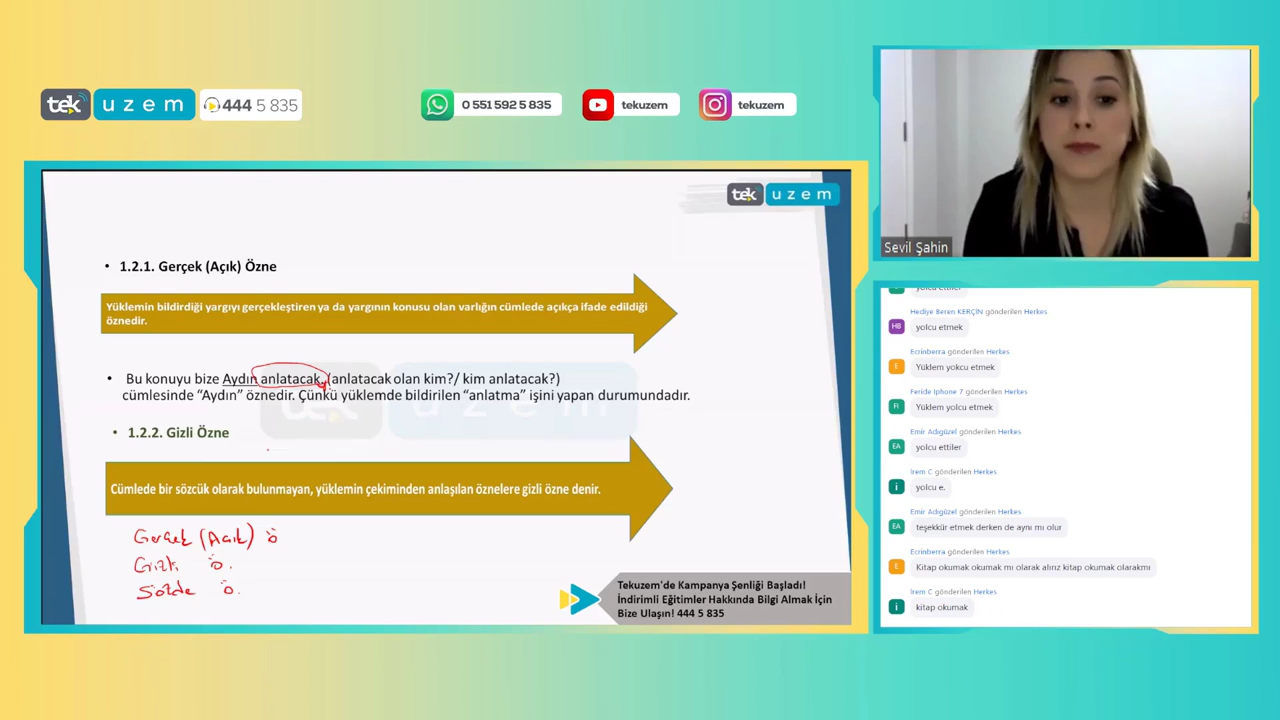 tek uzem 444 5 835
0 551 592 5 835
tekuzem
tekuzem
tek uzem
• 1.2.1. Gerçek (Açık) Özne
Yüklemin bildirdiği yargıyı gerçekleştiren ya da yargının konusu olan varlığın cümlede açıkça ifade edildiği
öznedir.
• Bu konuyu bize Aydın anlatacak. (anlatacak olan kim?/ kim anlatacak?)
cümlesinde “Aydın” öznedir. Çünkü yüklemde bildirilen “anlatma” işini yapan durumundadır.
• 1.2.2. Gizli Özne
Cümlede bir sözcük olarak bulunmayan, yüklemin çekiminden anlaşılan öznelere gizli özne denir.
Gerçek (Açık) ö
Gizli ö.
Sözde ö.
Tekuzem'de Kampanya Şenliği Başladı!
İndirimli Eğitimler Hakkında Bilgi Almak İçin
Bize Ulaşın! 444 5 835
Sevil Şahin
Hediye Beren KERÇİN gönderilen Herkes
HB yolcu etmek
Ecrinberra gönderilen Herkes
E Yüklem yokcu etmek
Feride Iphone 7 gönderilen Herkes
FI Yüklem yolcu etmek
Emir Adıgüzel gönderilen Herkes
EA yolcu ettiler
İrem C gönderilen Herkes
i yolcu e.
Emir Adıgüzel gönderilen Herkes
EA teşekkür etmek derken de aynı mı olur
Ecrinberra gönderilen Herkes
E Kitap okumak okumak mı olarak alırız kitap okumak olarakmı
İrem C gönderilen Herkes
i kitap okumak